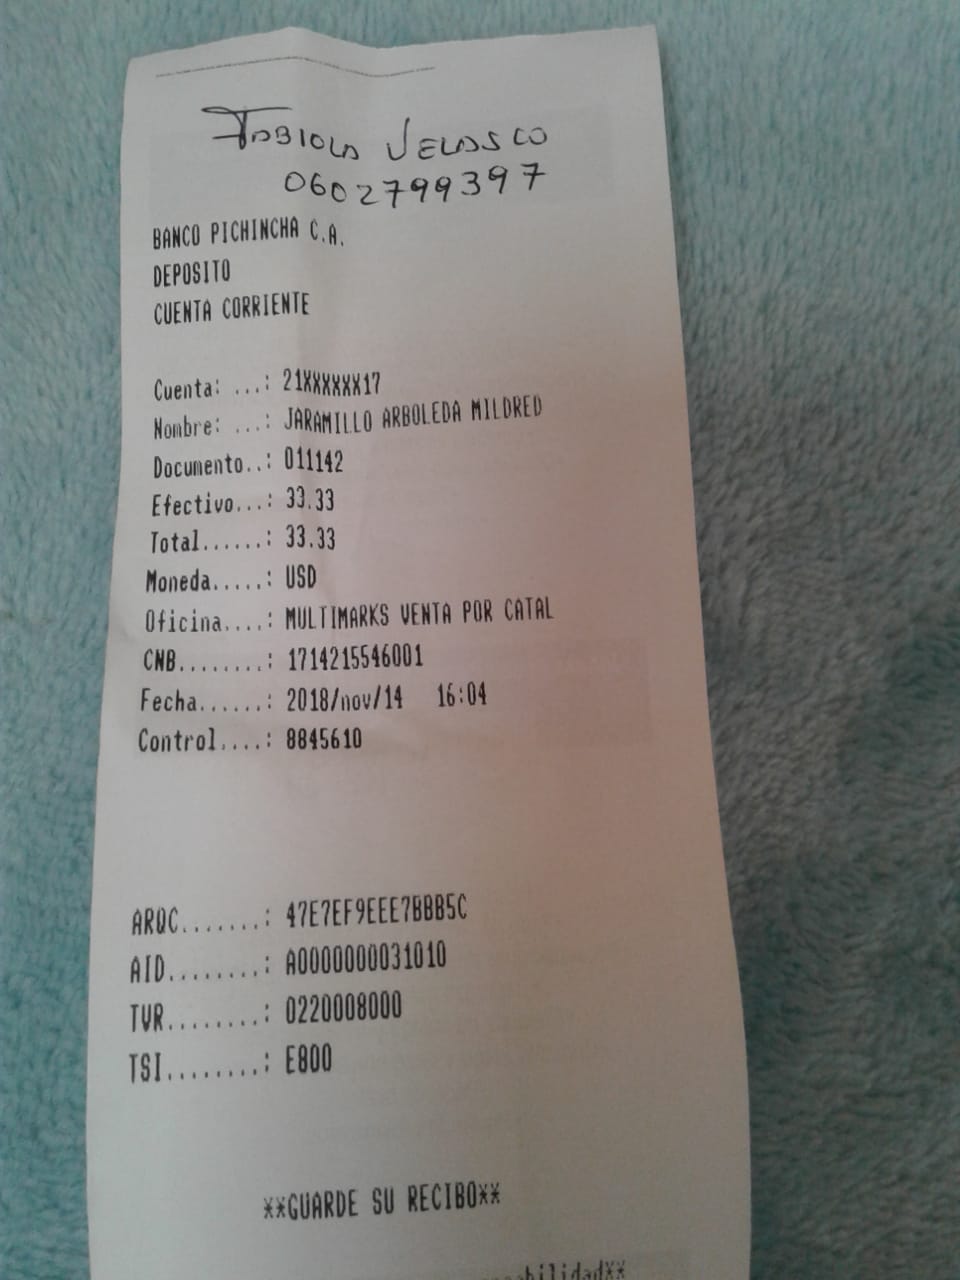 FABIOLA VELASCO
0602799397
BANCO PICHINCHA C.A.
DEPOSITO
CUENTA CORRIENTE
Cuenta: ...: 21XXXXXX17
Nombre: ...: JARAMILLO ARBOLEDA MILDRED
Documento..: 011142
Efectivo...: 33.33
Total......: 33.33
Moneda.....: USD
Oficina....: MULTIMARKS VENTA POR CATAL
CNB........: 1714215546001
Fecha......: 2018/nov/14 16:04
Control....: 8845610
ARQC.......: 47E7EF9EEE7BBB5C
AID........: A0000000031010
TVR........: 0220008000
TSI........: E800
**GUARDE SU RECIBO**